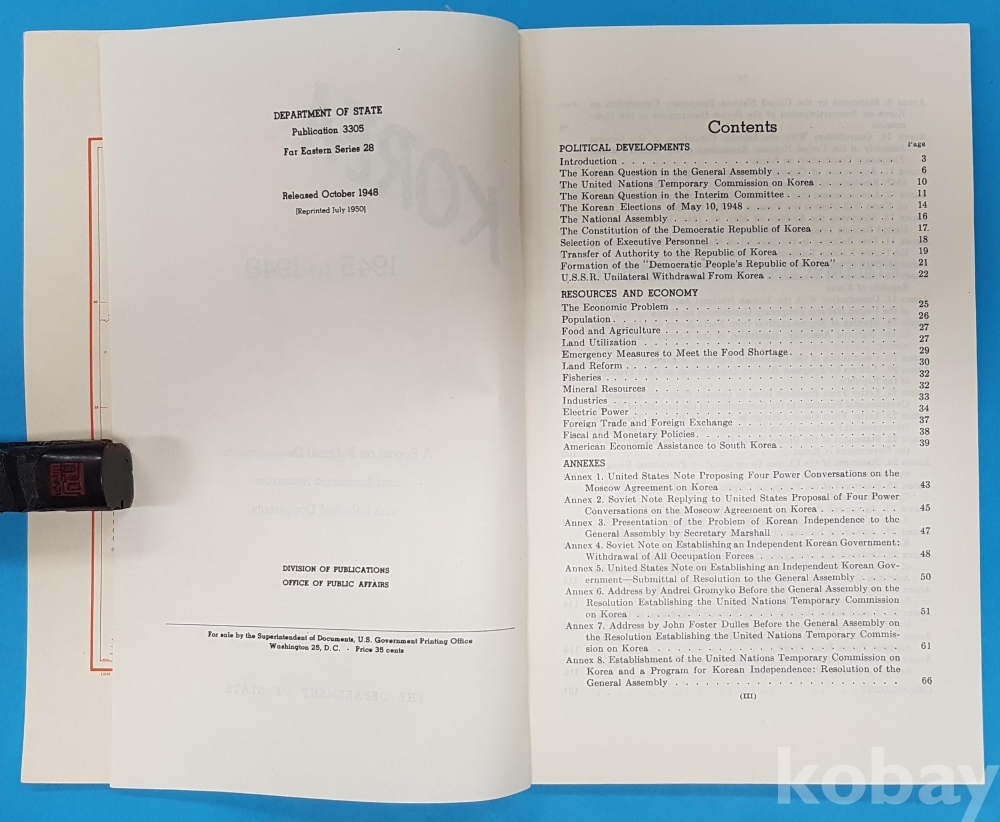 DEPARTMENT OF STATE
Publication 3305
Far Eastern Series 28
Released October 1948
[Reprinted July 1950]
DIVISION OF PUBLICATIONS
OFFICE OF PUBLIC AFFAIRS
For sale by the Superintendent of Documents, U.S. Government Printing Office
Washington 25, D.C. - Price 35 cents
Contents
POLITICAL DEVELOPMENTS Page
Introduction . . . 3
The Korean Question in the General Assembly . . . 6
The United Nations Temporary Commission on Korea . . . 10
The Korean Question in the Interim Committee . . . 11
The Korean Elections of May 10, 1948 . . . 14
The National Assembly . . . 16
The Constitution of the Democratic Republic of Korea . . . 17.
Selection of Executive Personnel . . . 18
Transfer of Authority to the Republic of Korea . . . 19
Formation of the "Democratic People's Republic of Korea" . . . 21
U.S.S.R. Unilateral Withdrawal From Korea . . . 22
RESOURCES AND ECONOMY
The Economic Problem . . . 25
Population . . . 26
Food and Agriculture . . . 27
Land Utilization . . . 27
Emergency Measures to Meet the Food Shortage . . . 29
Land Reform . . . 30
Fisheries . . . 32
Mineral Resources . . . 32
Industries . . . 33
Electric Power . . . 34
Foreign Trade and Foreign Exchange . . . 37
Fiscal and Monetary Policies . . . 38
American Economic Assistance to South Korea . . . 39
ANNEXES
Annex 1. United States Note Proposing Four Power Conversations on the
Moscow Agreement on Korea . . . 43
Annex 2. Soviet Note Replying to United States Proposal of Four Power
Conversations on the Moscow Agreement on Korea . . . 45
Annex 3. Presentation of the Problem of Korean Independence to the
General Assembly by Secretary Marshall . . . 47
Annex 4. Soviet Note on Establishing an Independent Korean Government:
Withdrawal of All Occupation Forces . . . 48
Annex 5. United States Note on Establishing an Independent Korean Gov-
ernment—Submittal of Resolution to the General Assembly . . . 50
Annex 6. Address by Andrei Gromyko Before the General Assembly on the
Resolution Establishing the United Nations Temporary Commission
on Korea . . . 51
Annex 7. Address by John Foster Dulles Before the General Assembly on
the Resolution Establishing the United Nations Temporary Commis-
sion on Korea . . . 61
Annex 8. Establishment of the United Nations Temporary Commission on
Korea and a Program for Korean Independence: Resolution of the
General Assembly . . . 66
(III)
kobay